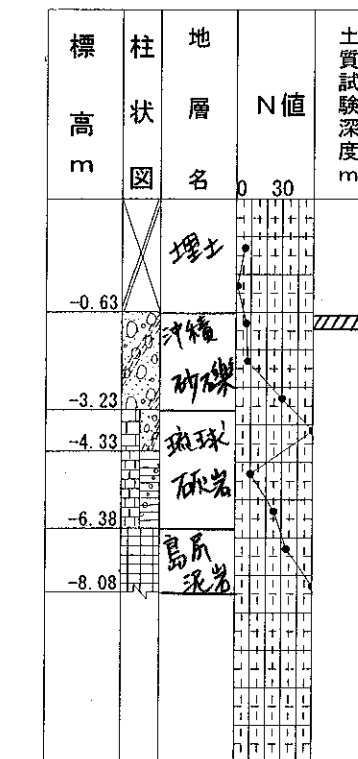 標高m
柱状図
地層名
N値
0 30
土質試験深度m
埋土
-0.63
沖積
砂礫
-3.23
琉球
石灰岩
-4.33
-6.38
島尻
泥岩
-8.08